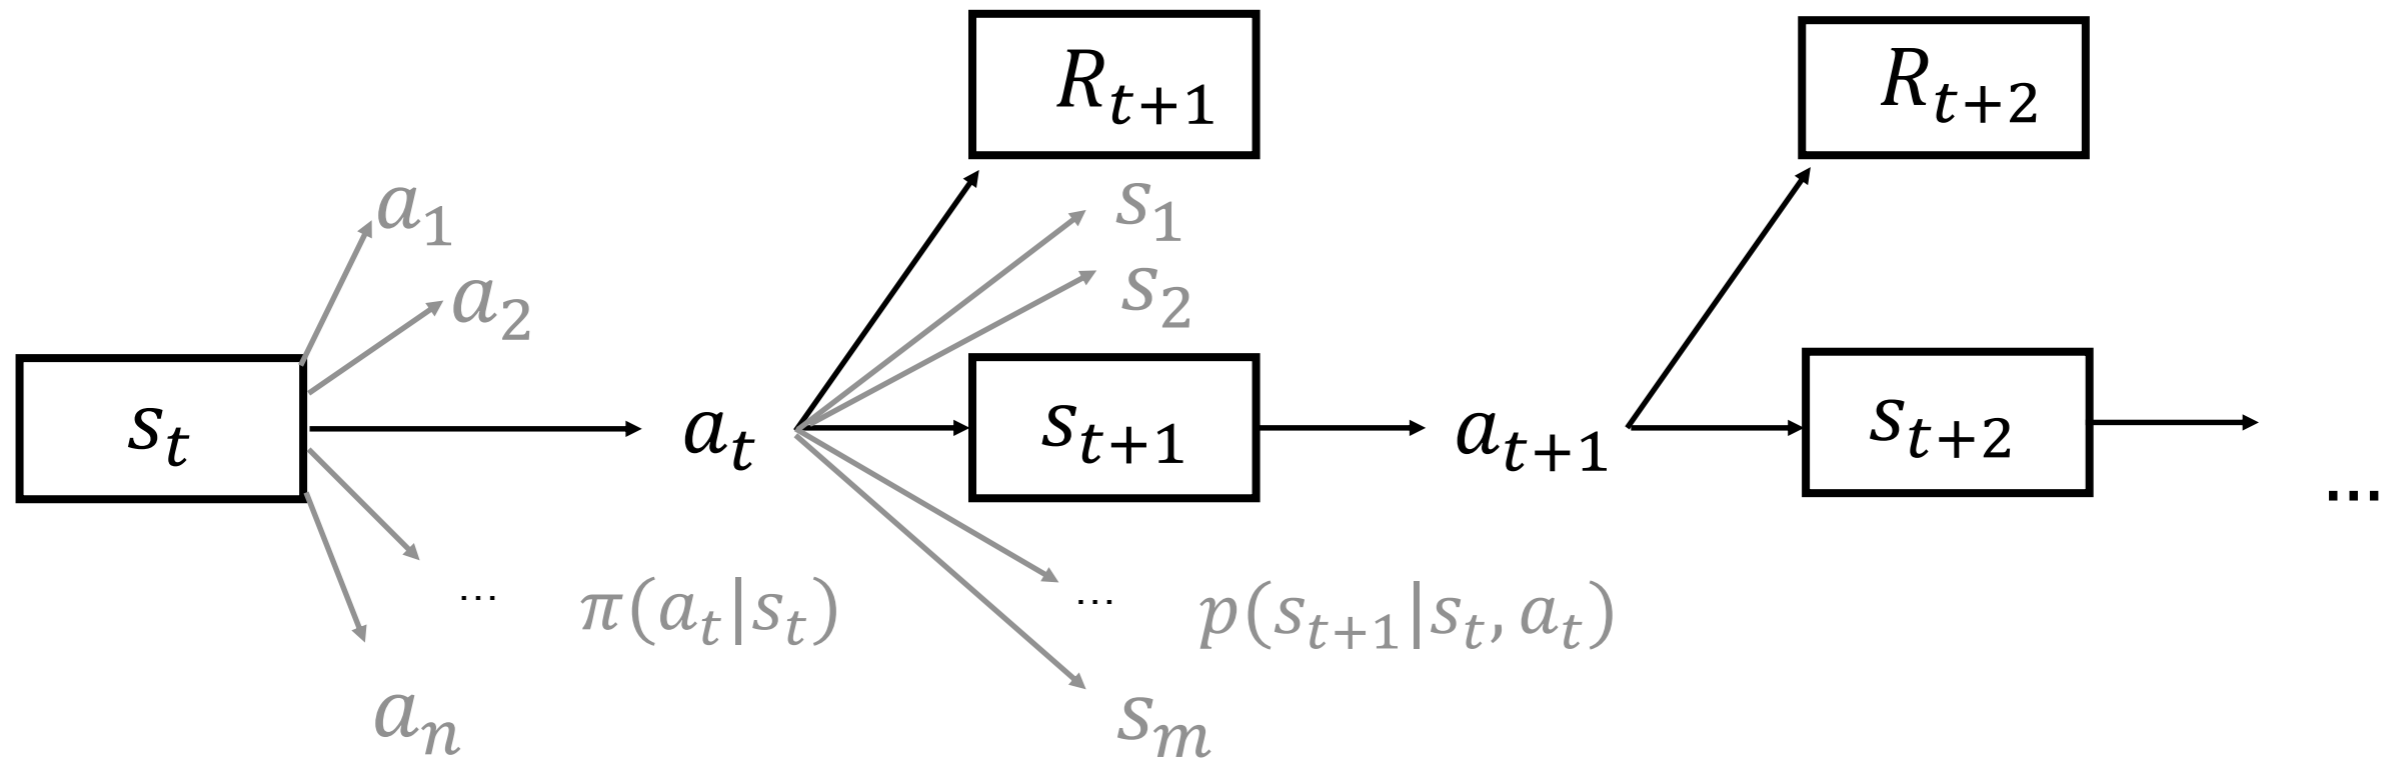 R_{t+1} R_{t+2}
a_1 s_1
a_2 s_2
s_t a_t s_{t+1} a_{t+1} s_{t+2}
...
... π(a_t|s_t) ... p(s_{t+1}|s_t, a_t)
a_n s_m